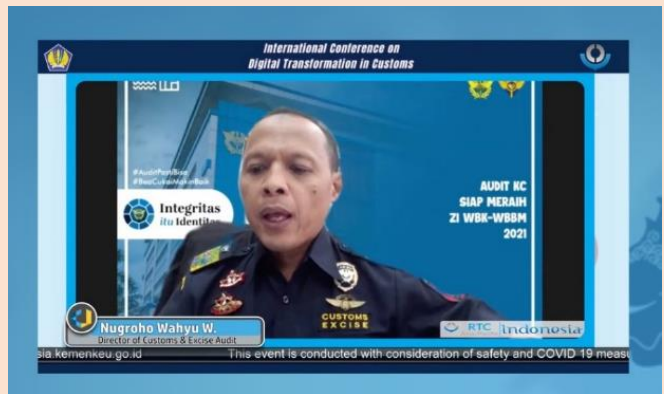 International Conference on
Digital Transformation in Customs
#AuditPastiBisa
#BeaCukaiMakinBaik
Integritas
itu Identitas
AUDIT KC
SIAP MERAIH
ZI WBK-WBBM
2021
CUSTOMS
EXCISE
Nugroho Wahyu W.
Director of Customs & Excise Audit
RTC indonesia
sia.kemenkeu.go.id
This event is conducted with consideration of safety and COVID 19 measu